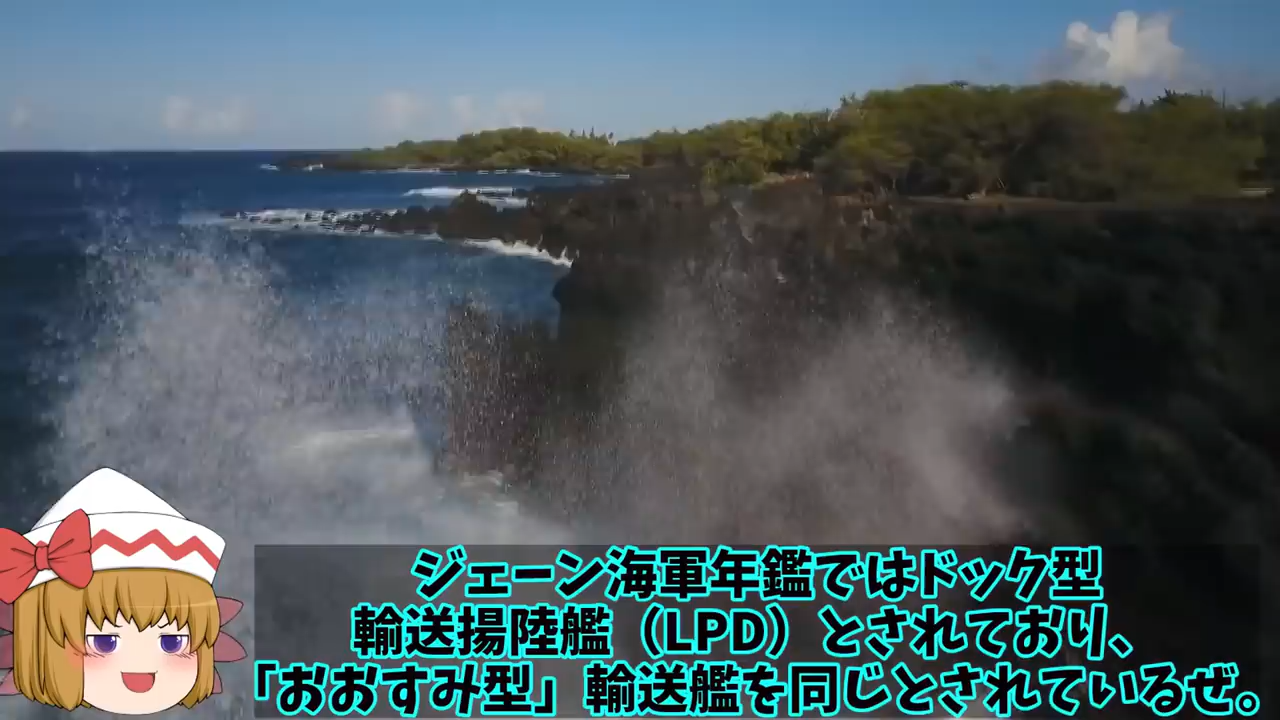 ジェーン海軍年鑑ではドック型
輸送揚陸艦（LPD）とされており、
「おおすみ型」輸送艦を同じとされているぜ。